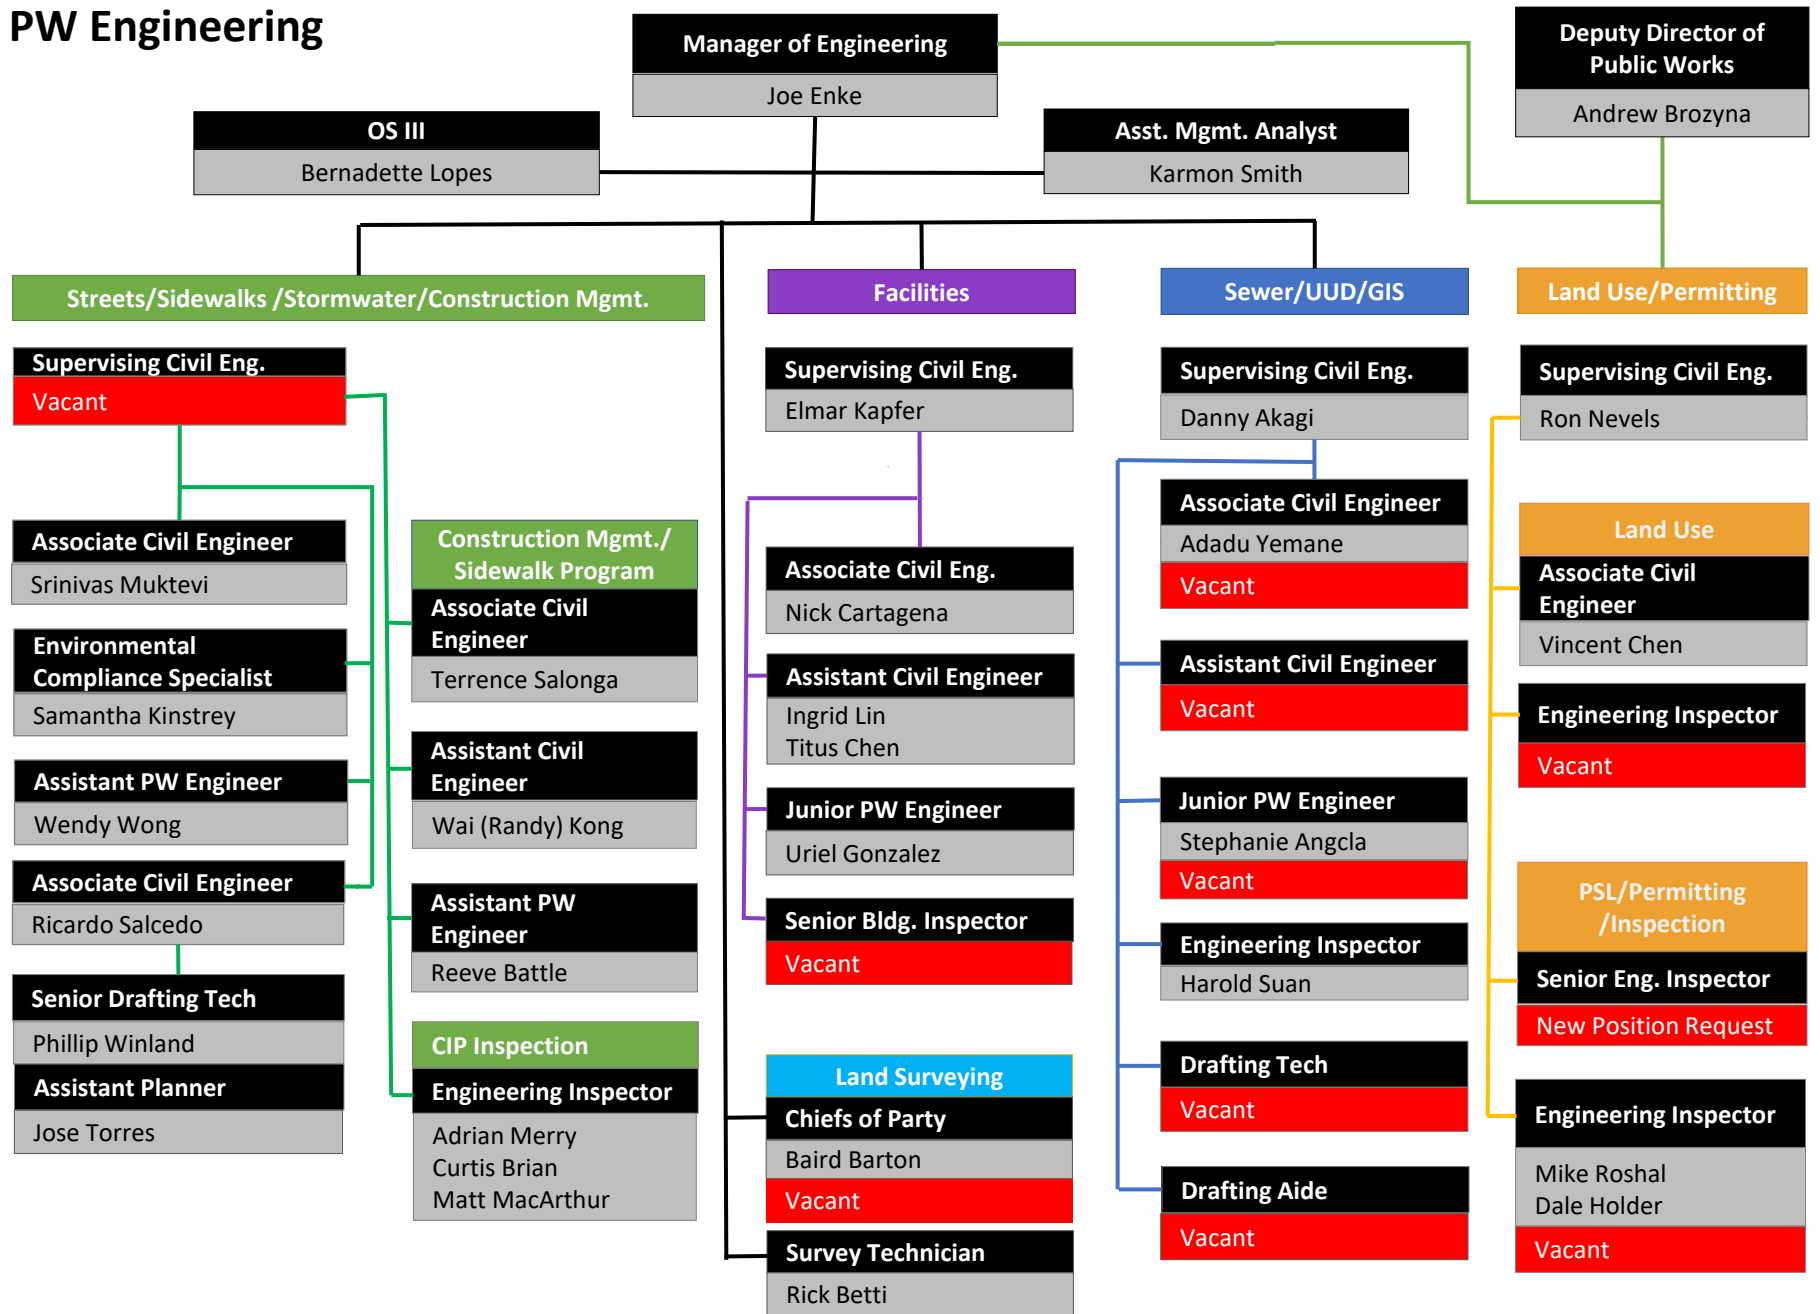 PW Engineering
Manager of Engineering
Joe Enke
Deputy Director of
Public Works
Andrew Brozyna
OS III
Bernadette Lopes
Asst. Mgmt. Analyst
Karmon Smith
Streets/Sidewalks /Stormwater/Construction Mgmt.
Supervising Civil Eng.
Vacant
Associate Civil Engineer
Srinivas Muktevi
Environmental
Compliance Specialist
Samantha Kinstrey
Assistant PW Engineer
Wendy Wong
Associate Civil Engineer
Ricardo Salcedo
Senior Drafting Tech
Phillip Winland
Assistant Planner
Jose Torres
Construction Mgmt./
Sidewalk Program
Associate Civil
Engineer
Terrence Salonga
Assistant Civil
Engineer
Wai (Randy) Kong
Assistant PW
Engineer
Reeve Battle
CIP Inspection
Engineering Inspector
Adrian Merry
Curtis Brian
Matt MacArthur
Facilities
Supervising Civil Eng.
Elmar Kapfer
Associate Civil Eng.
Nick Cartagena
Assistant Civil Engineer
Ingrid Lin
Titus Chen
Junior PW Engineer
Uriel Gonzalez
Senior Bldg. Inspector
Vacant
Land Surveying
Chiefs of Party
Baird Barton
Vacant
Survey Technician
Rick Betti
Sewer/UUD/GIS
Supervising Civil Eng.
Danny Akagi
Associate Civil Engineer
Adadu Yemane
Vacant
Assistant Civil Engineer
Vacant
Junior PW Engineer
Stephanie Angcla
Vacant
Engineering Inspector
Harold Suan
Drafting Tech
Vacant
Drafting Aide
Vacant
Land Use/Permitting
Supervising Civil Eng.
Ron Nevels
Land Use
Associate Civil
Engineer
Vincent Chen
Engineering Inspector
Vacant
PSL/Permitting
/Inspection
Senior Eng. Inspector
New Position Request
Engineering Inspector
Mike Roshal
Dale Holder
Vacant